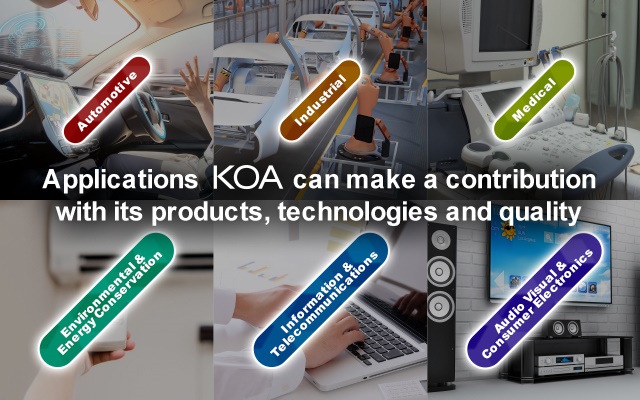 Automotive
Industrial
Medical
Applications KOA can make a contribution
with its products, technologies and quality
Environmental &
Energy Conservation
Information &
Telecommunications
Audio Visual &
Consumer Electronics